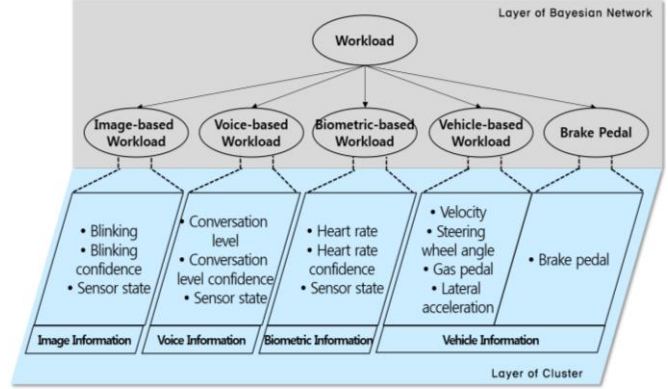 Layer of Bayesian Network
Workload
Image-based
Workload
Voice-based
Workload
Biometric-based
Workload
Vehicle-based
Workload
Brake Pedal
• Blinking
• Blinking
confidence
• Sensor state
• Conversation
level
• Conversation
level confidence
• Sensor state
• Heart rate
• Heart rate
confidence
• Sensor state
• Velocity
• Steering
wheel angle
• Gas pedal
• Lateral
acceleration
• Brake pedal
Image Information
Voice Information
Biometric Information
Vehicle Information
Layer of Cluster